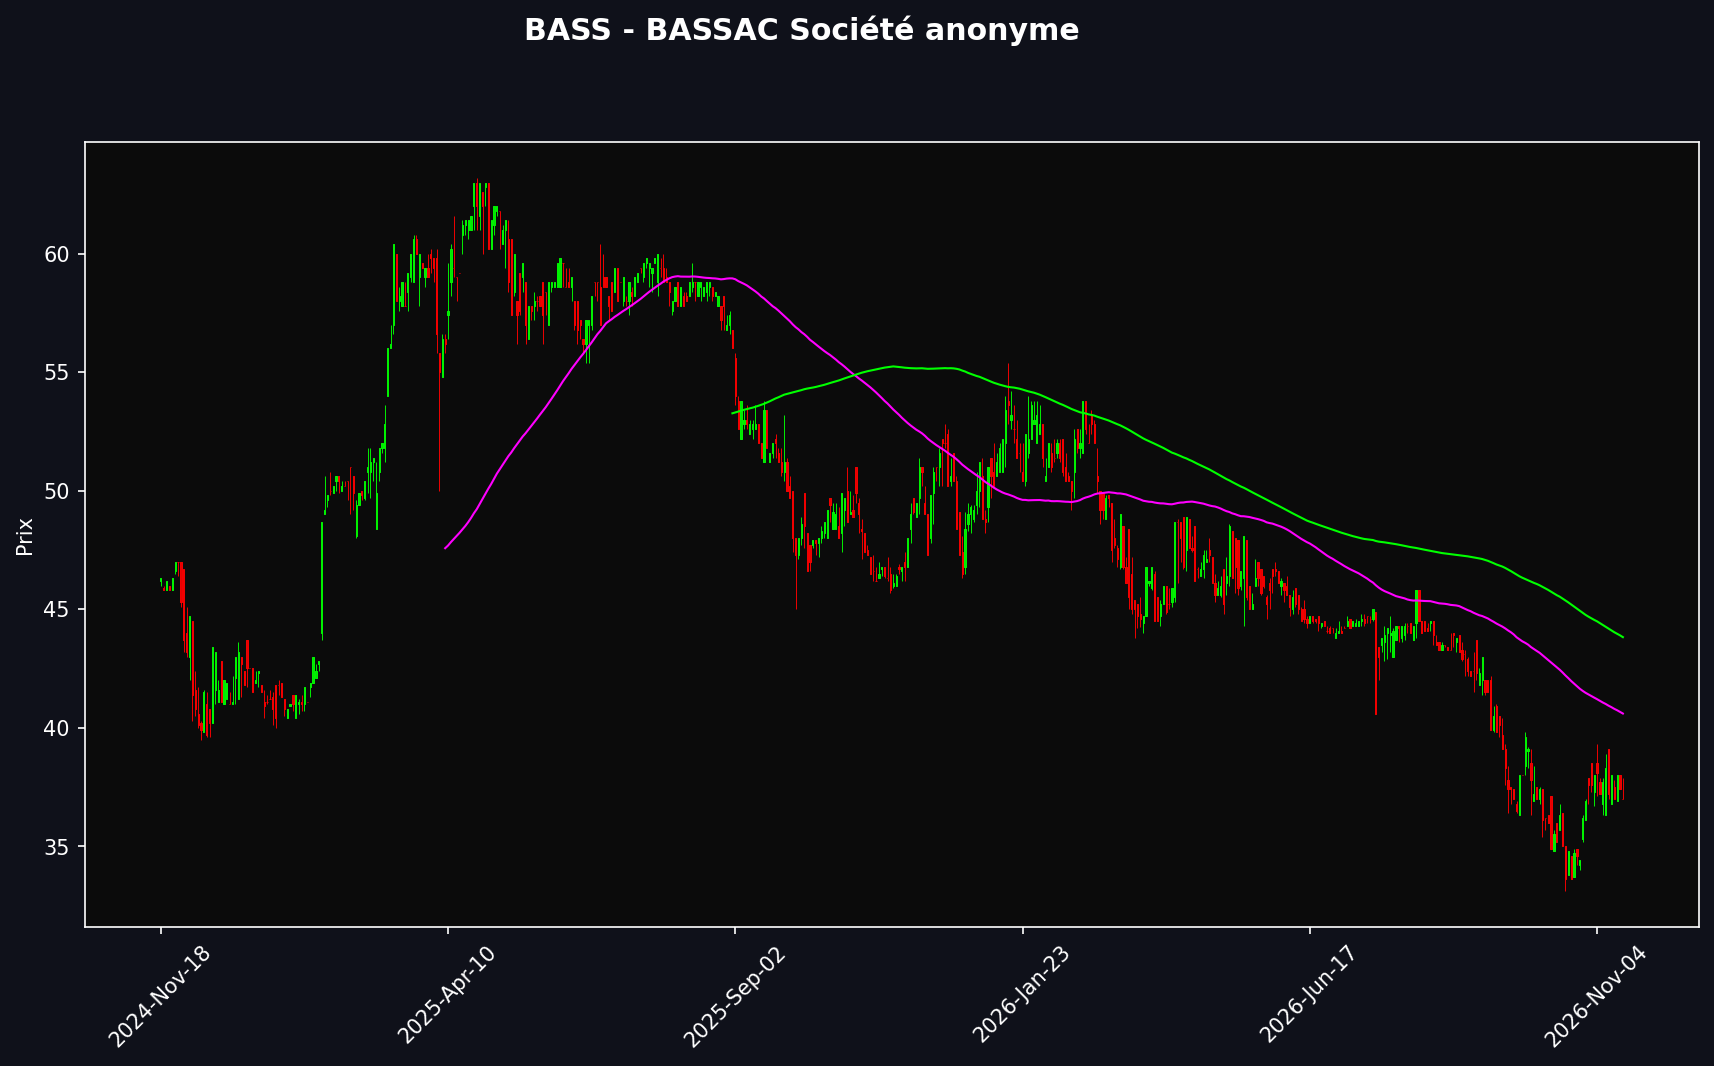 BASS - BASSAC Société anonyme
Prix
60
55
50
45
40
35
2024-Nov-18
2025-Apr-10
2025-Sep-02
2026-Jan-23
2026-Jun-17
2026-Nov-04